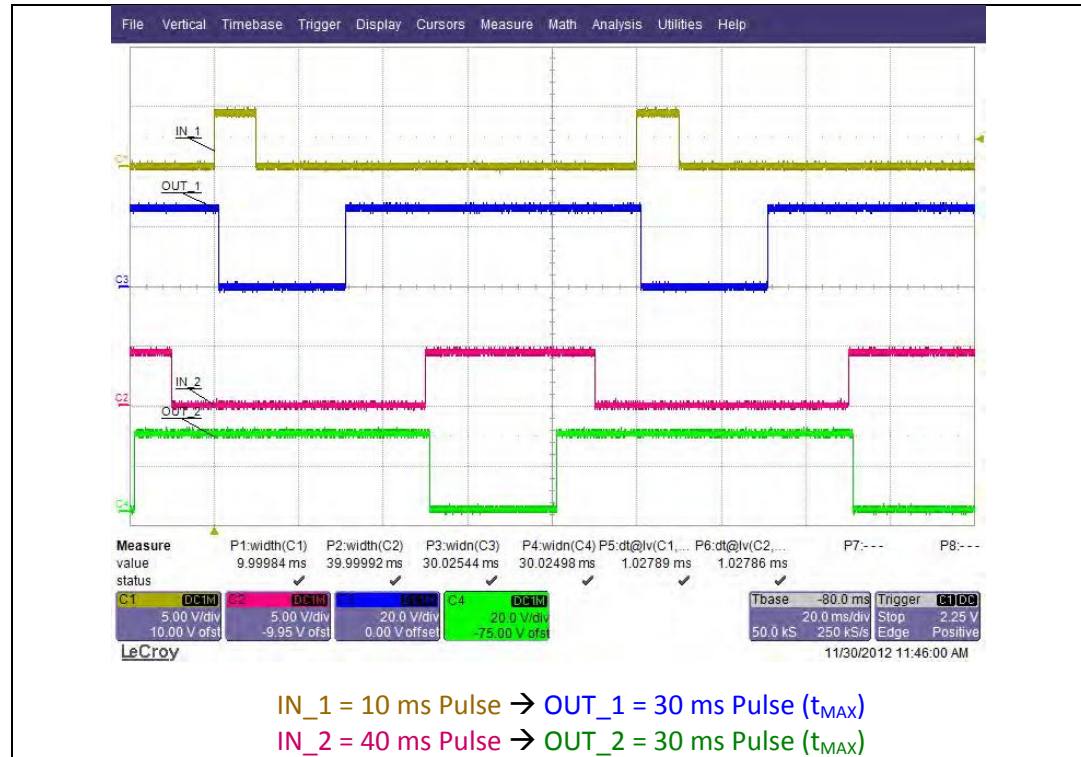 File Vertical Timebase Trigger Display Cursors Measure Math Analysis Utilities Help
IN_1
OUT_1
C3
IN_2
C2
OUT_2
C4
Measure P1:width(C1) P2:width(C2) P3:widn(C3) P4:widn(C4) P5:dt@lv(C1,... P6:dt@lv(C2,... P7:--- P8:---
value 9.99984 ms 39.99992 ms 30.02544 ms 30.02498 ms 1.02789 ms 1.02786 ms
status
C1 DC1M
5.00 V/div
10.00 V ofst
C2 DC1M
5.00 V/div
-9.95 V ofst
20.0 V/div
0.00 V offset
C4 DC1M
20.0 V/div
-75.00 V ofst
Tbase -80.0 ms
20.0 ms/div
50.0 kS 250 kS/s
Trigger C1 DC
Stop 2.25 V
Edge Positive
LeCroy
11/30/2012 11:46:00 AM
IN_1 = 10 ms Pulse → OUT_1 = 30 ms Pulse (tMAX)
IN_2 = 40 ms Pulse → OUT_2 = 30 ms Pulse (tMAX)